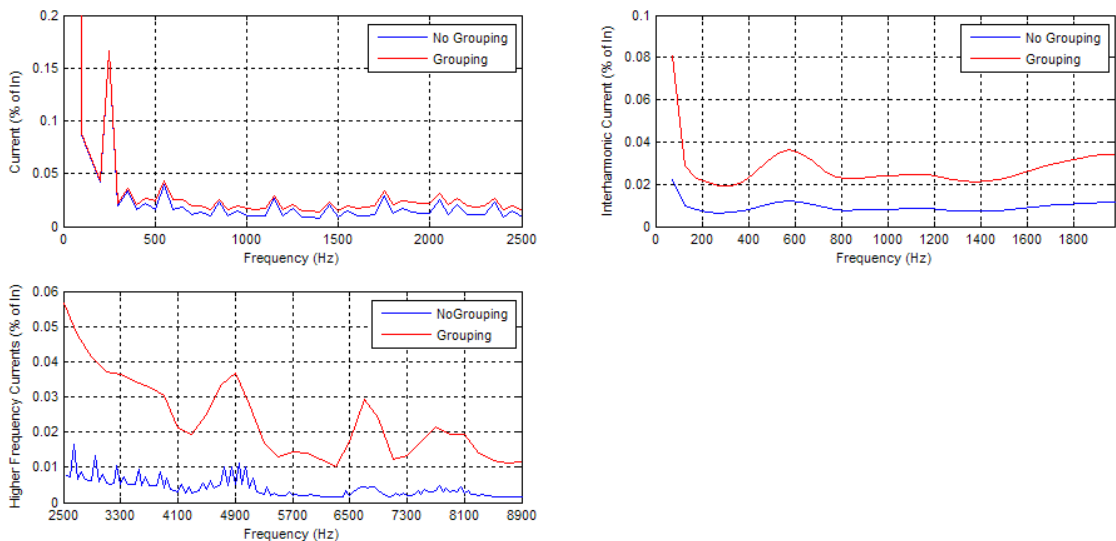 Current (% of In)
0.2
0.15
0.1
0.05
0
0 500 1000 1500 2000 2500
Frequency (Hz)
No Grouping
Grouping
Interharmonic Current (% of In)
0.1
0.08
0.06
0.04
0.02
0
0 200 400 600 800 1000 1200 1400 1600 1800
Frequency (Hz)
No Grouping
Grouping
Higher Frequency Currents (% of In)
0.06
0.05
0.04
0.03
0.02
0.01
0
2500 3300 4100 4900 5700 6500 7300 8100 8900
Frequency (Hz)
NoGrouping
Grouping